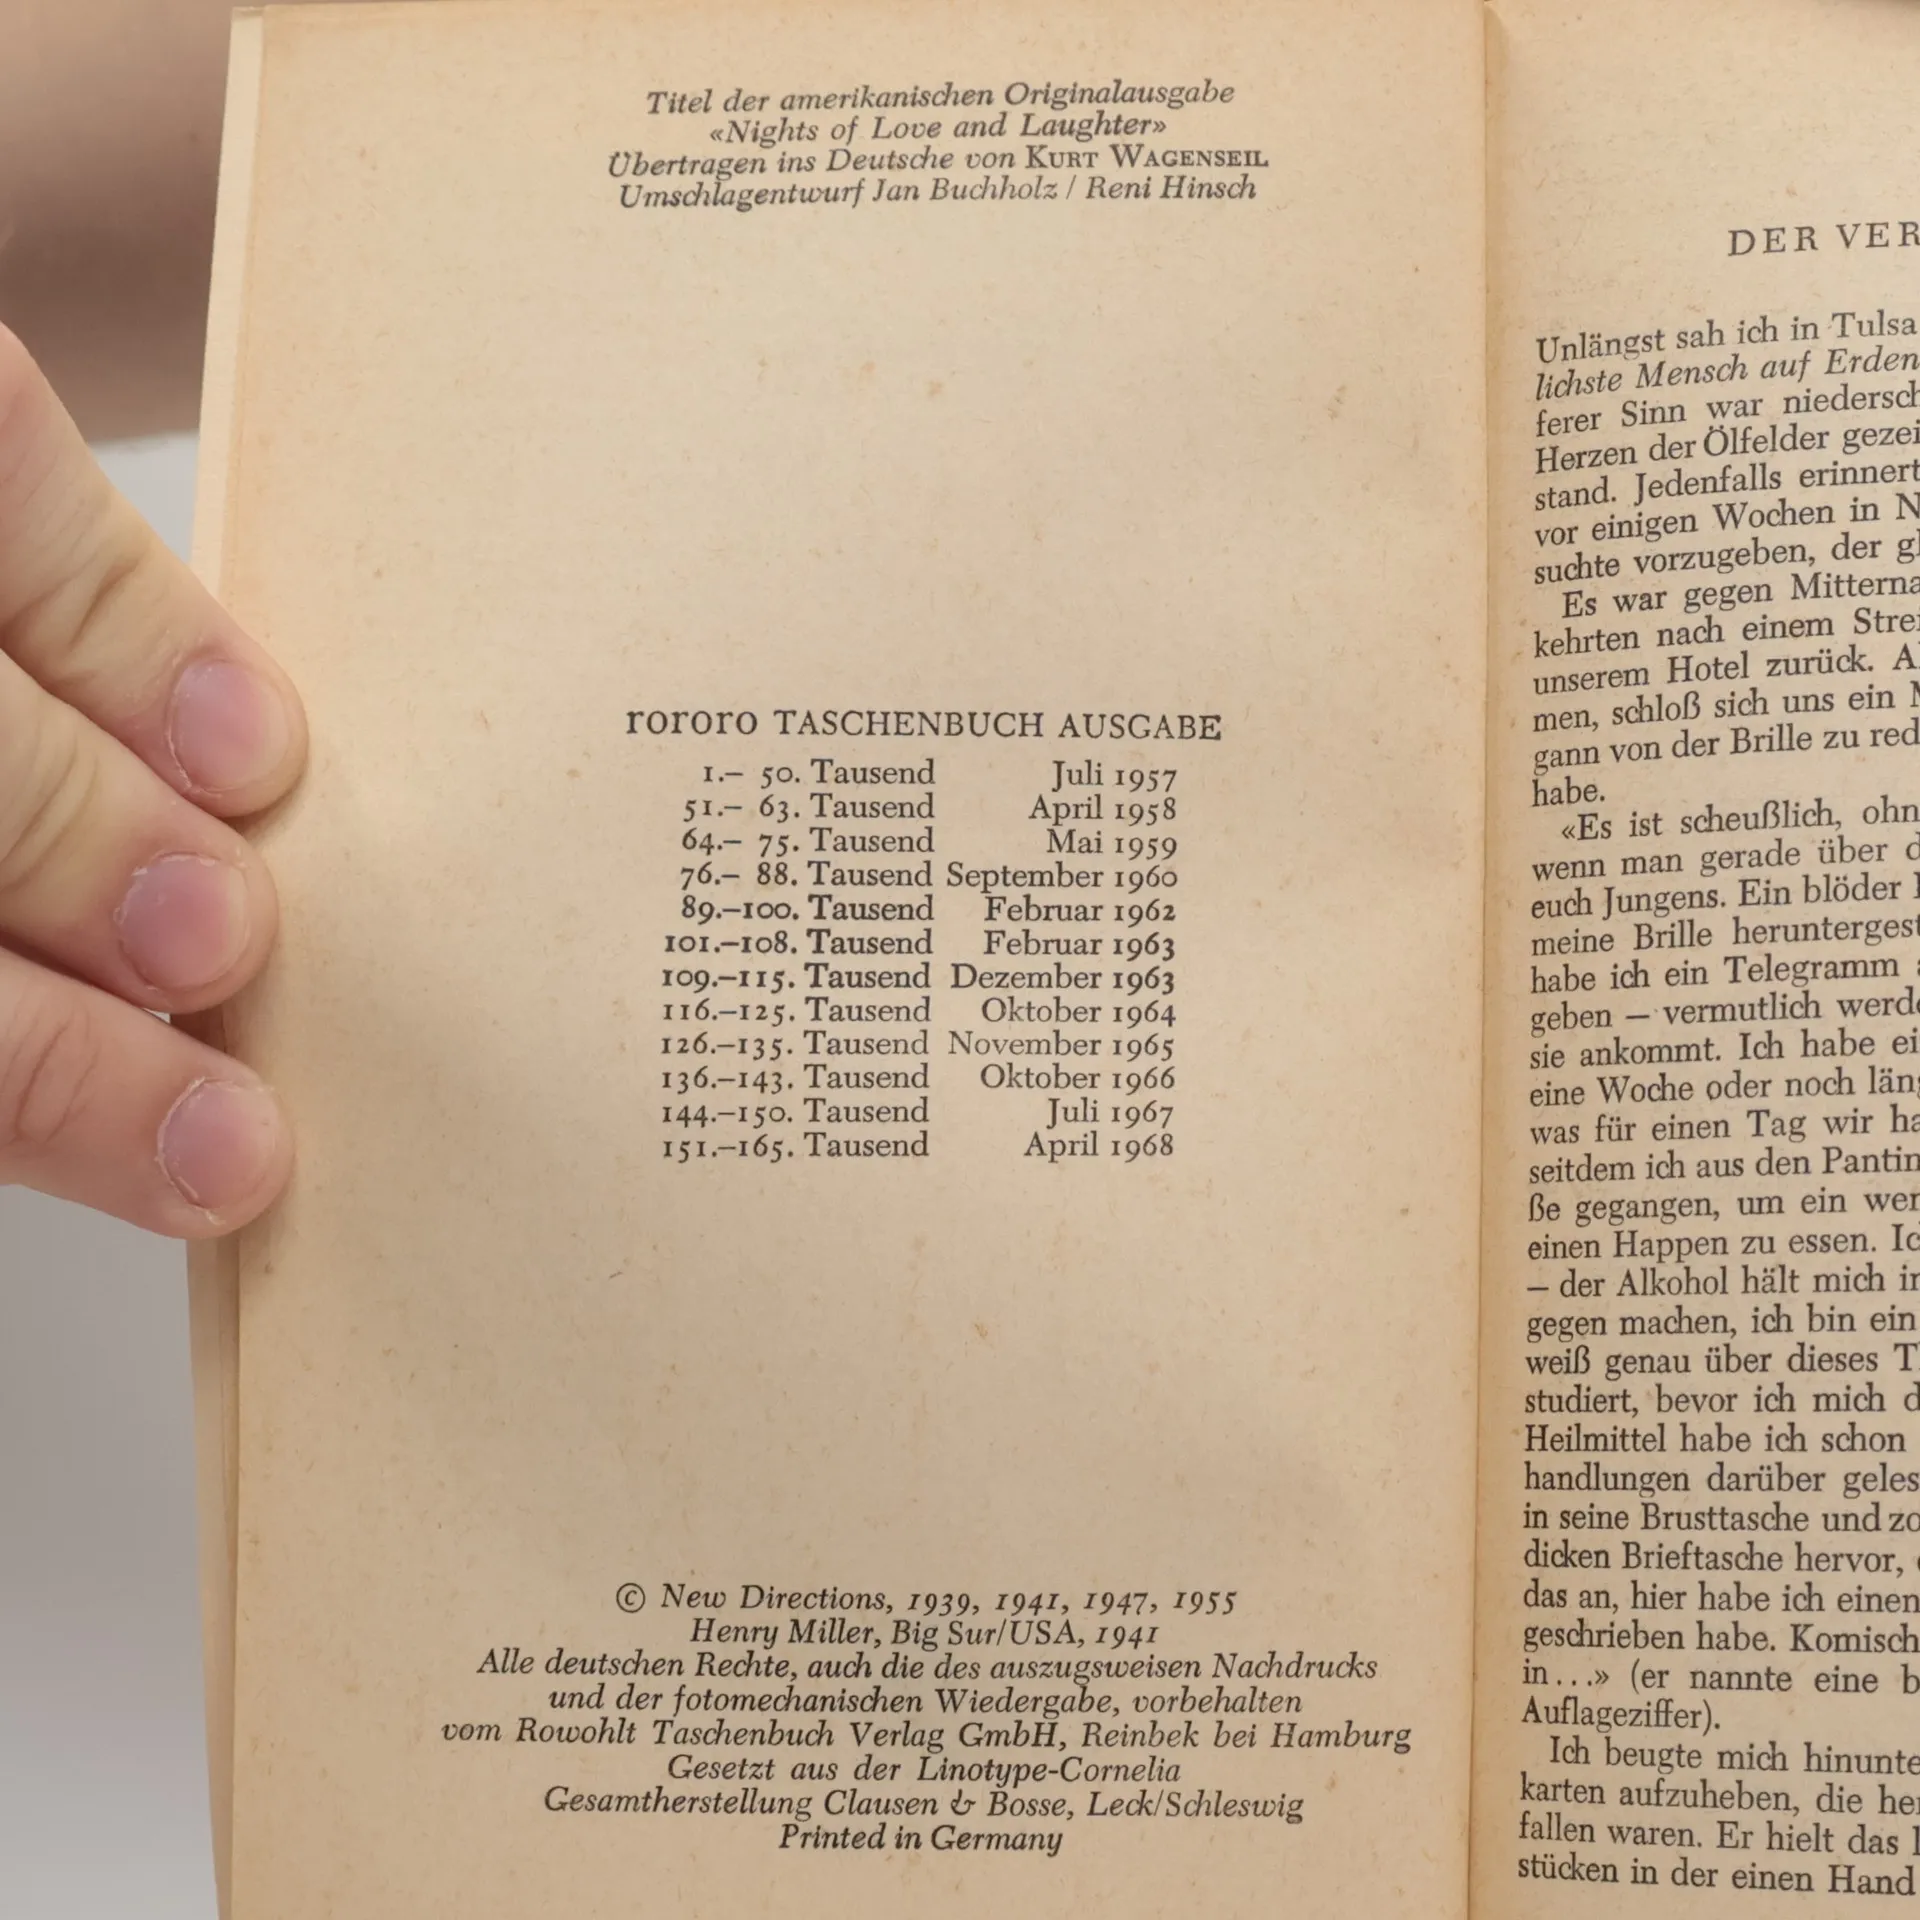 Titel der amerikanischen Originalausgabe
«Nights of Love and Laughter»
Übertragen ins Deutsche von KURT WAGENSEIL
Umschlagentwurf Jan Buchholz / Reni Hinsch
rororo TASCHENBUCH AUSGABE
1.– 50. Tausend Juli 1957
51.– 63. Tausend April 1958
64.– 75. Tausend Mai 1959
76.– 88. Tausend September 1960
89.–100. Tausend Februar 1962
101.–108. Tausend Februar 1963
109.–115. Tausend Dezember 1963
116.–125. Tausend Oktober 1964
126.–135. Tausend November 1965
136.–143. Tausend Oktober 1966
144.–150. Tausend Juli 1967
151.–165. Tausend April 1968
© New Directions, 1939, 1941, 1947, 1955
Henry Miller, Big Sur/USA, 1941
Alle deutschen Rechte, auch die des auszugsweisen Nachdrucks
und der fotomechanischen Wiedergabe, vorbehalten
vom Rowohlt Taschenbuch Verlag GmbH, Reinbek bei Hamburg
Gesetzt aus der Linotype-Cornelia
Gesamtherstellung Clausen & Bosse, Leck/Schleswig
Printed in Germany
DER VER
Unlängst sah ich in Tulsa
lichste Mensch auf Erden
ferer Sinn war niedersch
Herzen der Ölfelder gezei
stand. Jedenfalls erinnert
vor einigen Wochen in N
suchte vorzugeben, der gl
Es war gegen Mitterna
kehrten nach einem Strei
unserem Hotel zurück. A
men, schloß sich uns ein M
gann von der Brille zu red
habe.
«Es ist scheußlich, ohn
wenn man gerade über d
euch Jungens. Ein blöder
meine Brille heruntergest
habe ich ein Telegramm a
geben – vermutlich werde
sie ankommt. Ich habe ei
eine Woche oder noch läng
was für einen Tag wir ha
seitdem ich aus den Pantin
ße gegangen, um ein wen
einen Happen zu essen. Ic
– der Alkohol hält mich in
gegen machen, ich bin ein
weiß genau über dieses T
studiert, bevor ich mich d
Heilmittel habe ich schon
handlungen darüber geles
in seine Brusttasche und zo
dicken Brieftasche hervor,
das an, hier habe ich einen
geschrieben habe. Komisch
in...» (er nannte eine b
Auflageziffer).
Ich beugte mich hinunte
karten aufzuheben, die her
fallen waren. Er hielt das
stücken in der einen Hand